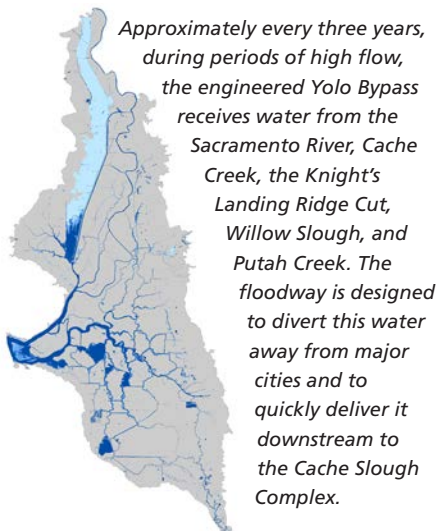 Approximately every three years,
during periods of high flow,
the engineered Yolo Bypass
receives water from the
Sacramento River, Cache
Creek, the Knight's
Landing Ridge Cut,
Willow Slough, and
Putah Creek. The
floodway is designed
to divert this water
away from major
cities and to
quickly deliver it
downstream to
the Cache Slough
Complex.